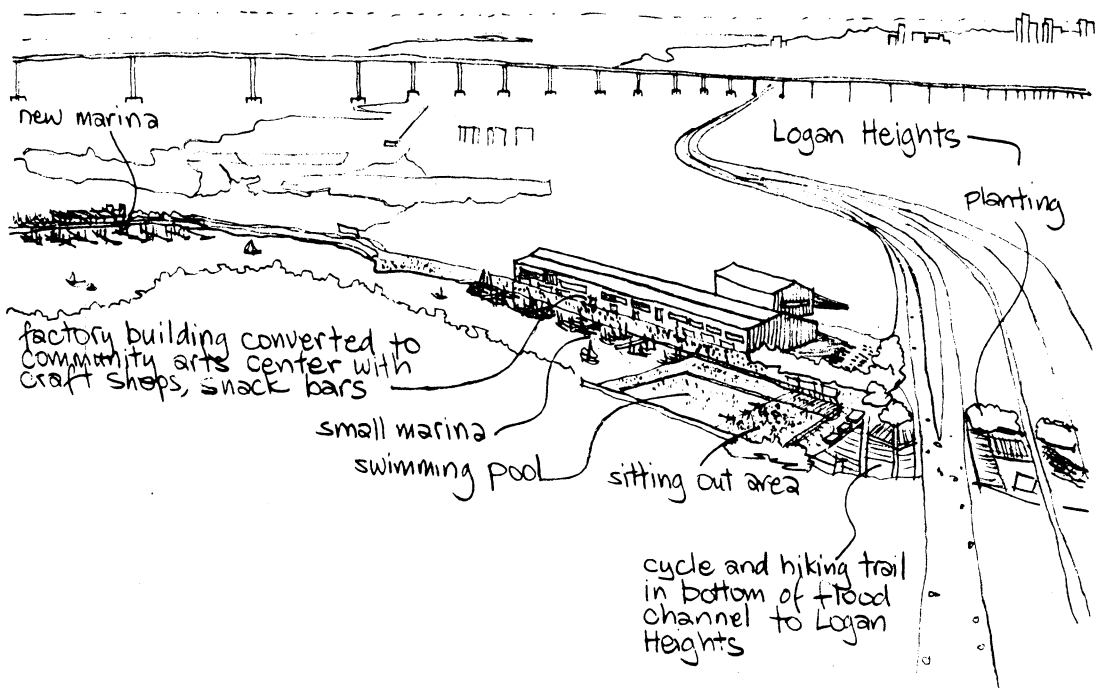 new marina
Logan Heights
planting
factory building converted to
community arts center with
craft shops, snack bars
small marina
swimming pool
sitting out area
cycle and hiking trail
in bottom of flood
channel to Logan
Heights